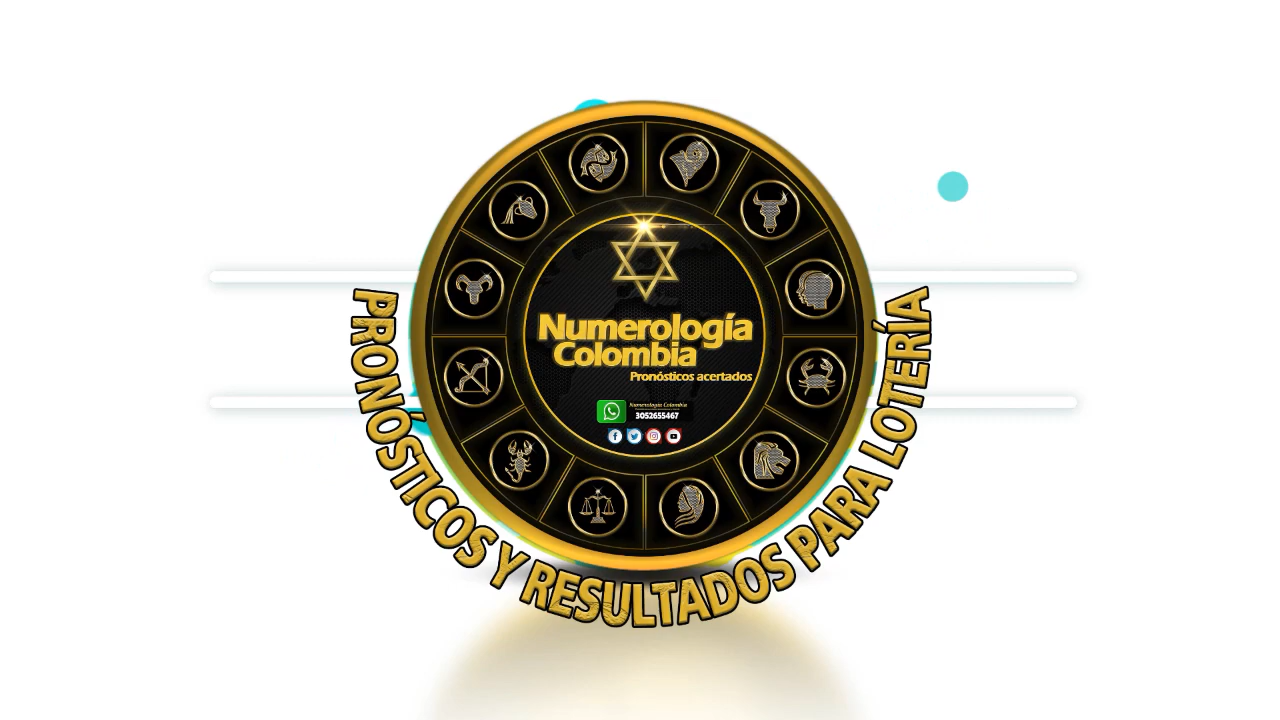 Numerología
Colombia
Pronósticos acertados
Numerología Colombia
3052655467
PRONÓSTICOS Y RESULTADOS PARA LOTERÍA